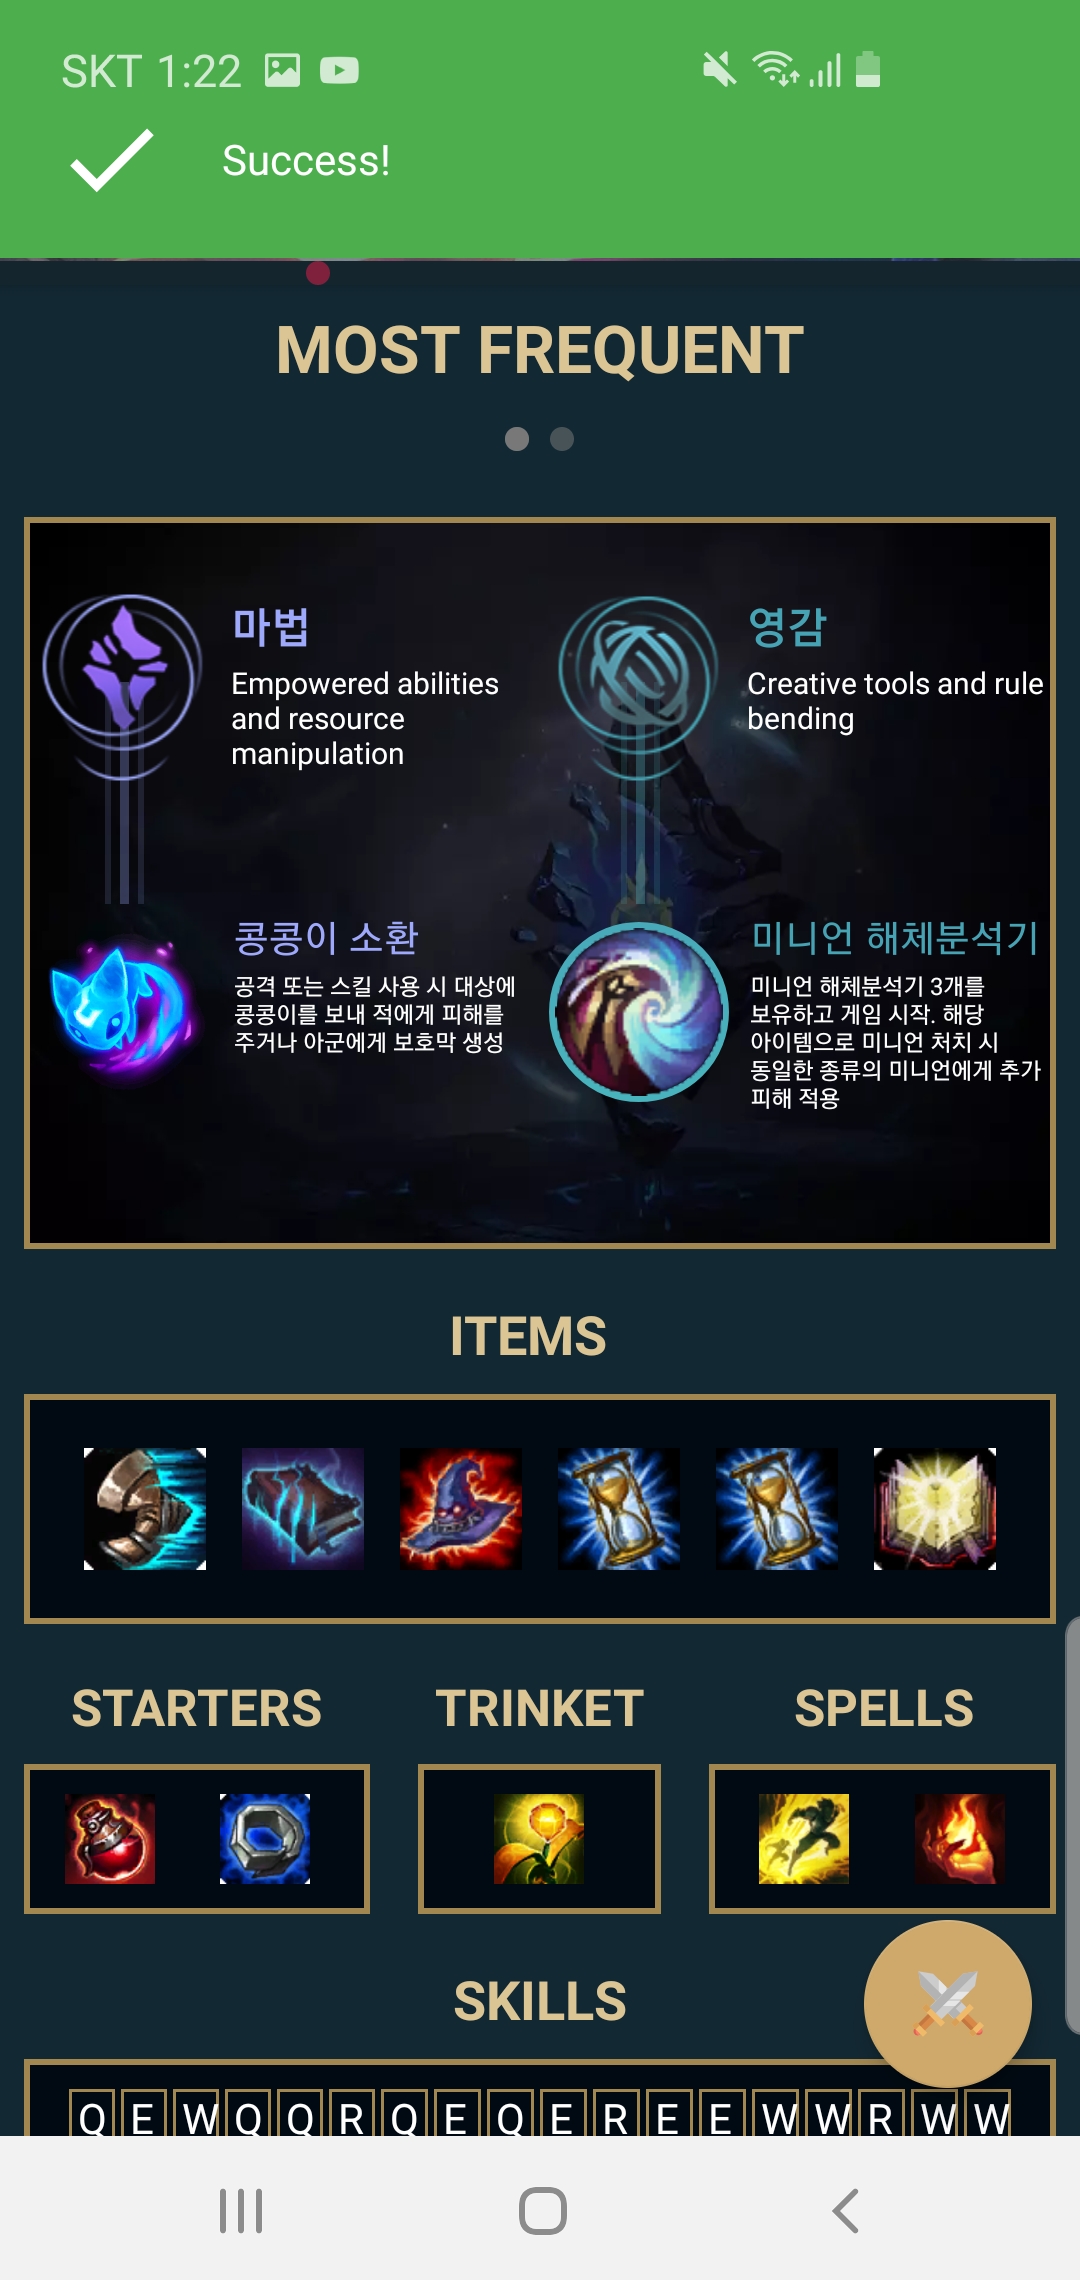 SKT 1:22
Success!
MOST FREQUENT
마법
Empowered abilities
and resource
manipulation
영감
Creative tools and rule
bending
콩콩이 소환
공격 또는 스킬 사용 시 대상에
콩콩이를 보내 적에게 피해를
주거나 아군에게 보호막 생성
미니언 해체분석기
미니언 해체분석기 3개를
보유하고 게임 시작. 해당
아이템으로 미니언 처치 시
동일한 종류의 미니언에게 추가
피해 적용
ITEMS
STARTERS TRINKET SPELLS
SKILLS
Q E W Q Q R Q E Q E R E E W W R W W